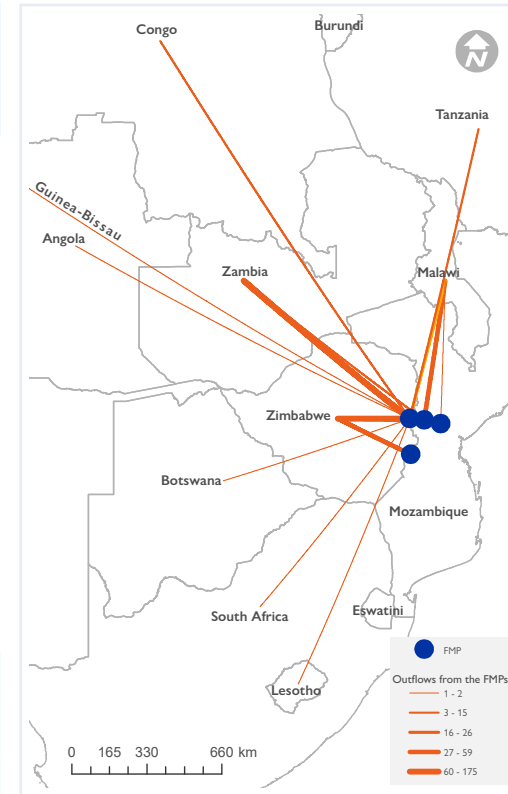 Burundi
Congo
N
Tanzania
Guinea-Bissau
Angola
Zambia
Malawi
Zimbabwe
Botswana
Mozambique
South Africa
Eswatini
Lesotho
FMP
Outflows from the FMPs
1 - 2
3 - 15
16 - 26
27 - 59
60 - 175
0 165 330 660 km